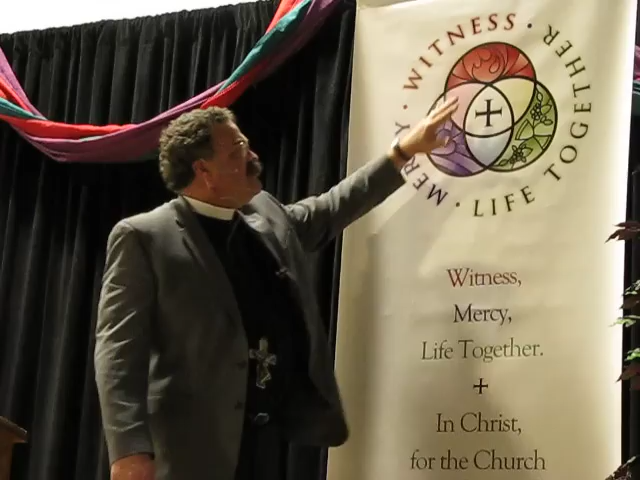 WITNESS · LIFE TOGETHER · MERCY ·
Witness,
Mercy,
Life Together.
In Christ,
for the Church